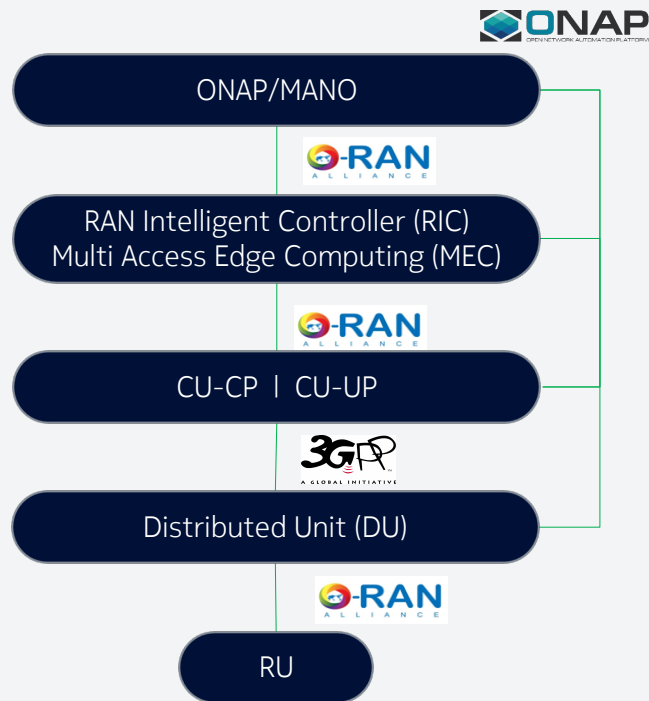 ONAP
OPEN NETWORK AUTOMATION PLATFORM
ONAP/MANO
O-RAN
ALLIANCE
RAN Intelligent Controller (RIC)
Multi Access Edge Computing (MEC)
O-RAN
ALLIANCE
CU-CP | CU-UP
3GPP
A GLOBAL INITIATIVE
Distributed Unit (DU)
O-RAN
ALLIANCE
RU